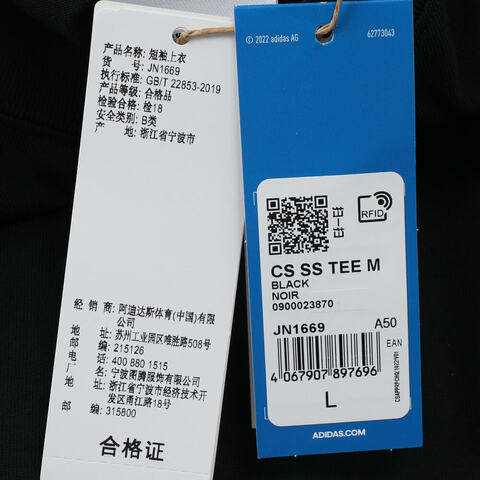 产品名称: 短袖上衣
货 号: JN1669
执行标准: GB/T 22853-2019
产品等级: 合格品
检验合格: 检18
安全类别: B类
产 地: 浙江省宁波市
经 销 商: 阿迪达斯体育(中国)有限
公司
地 址: 苏州工业园区唯胜路508号
邮 编: 215126
电 话: 400 880 1515
制 造 商: 宁波图腾服饰有限公司
地 址: 浙江省宁波市经济技术开
发区甬江路18号
邮 编: 315800
合格证
© 2022 adidas AG
62773043
RFID
CS SS TEE M
BLACK
NOIR
0900023870
JN1669 A50
EAN
4 067907 897696
L
ADIDAS.COM